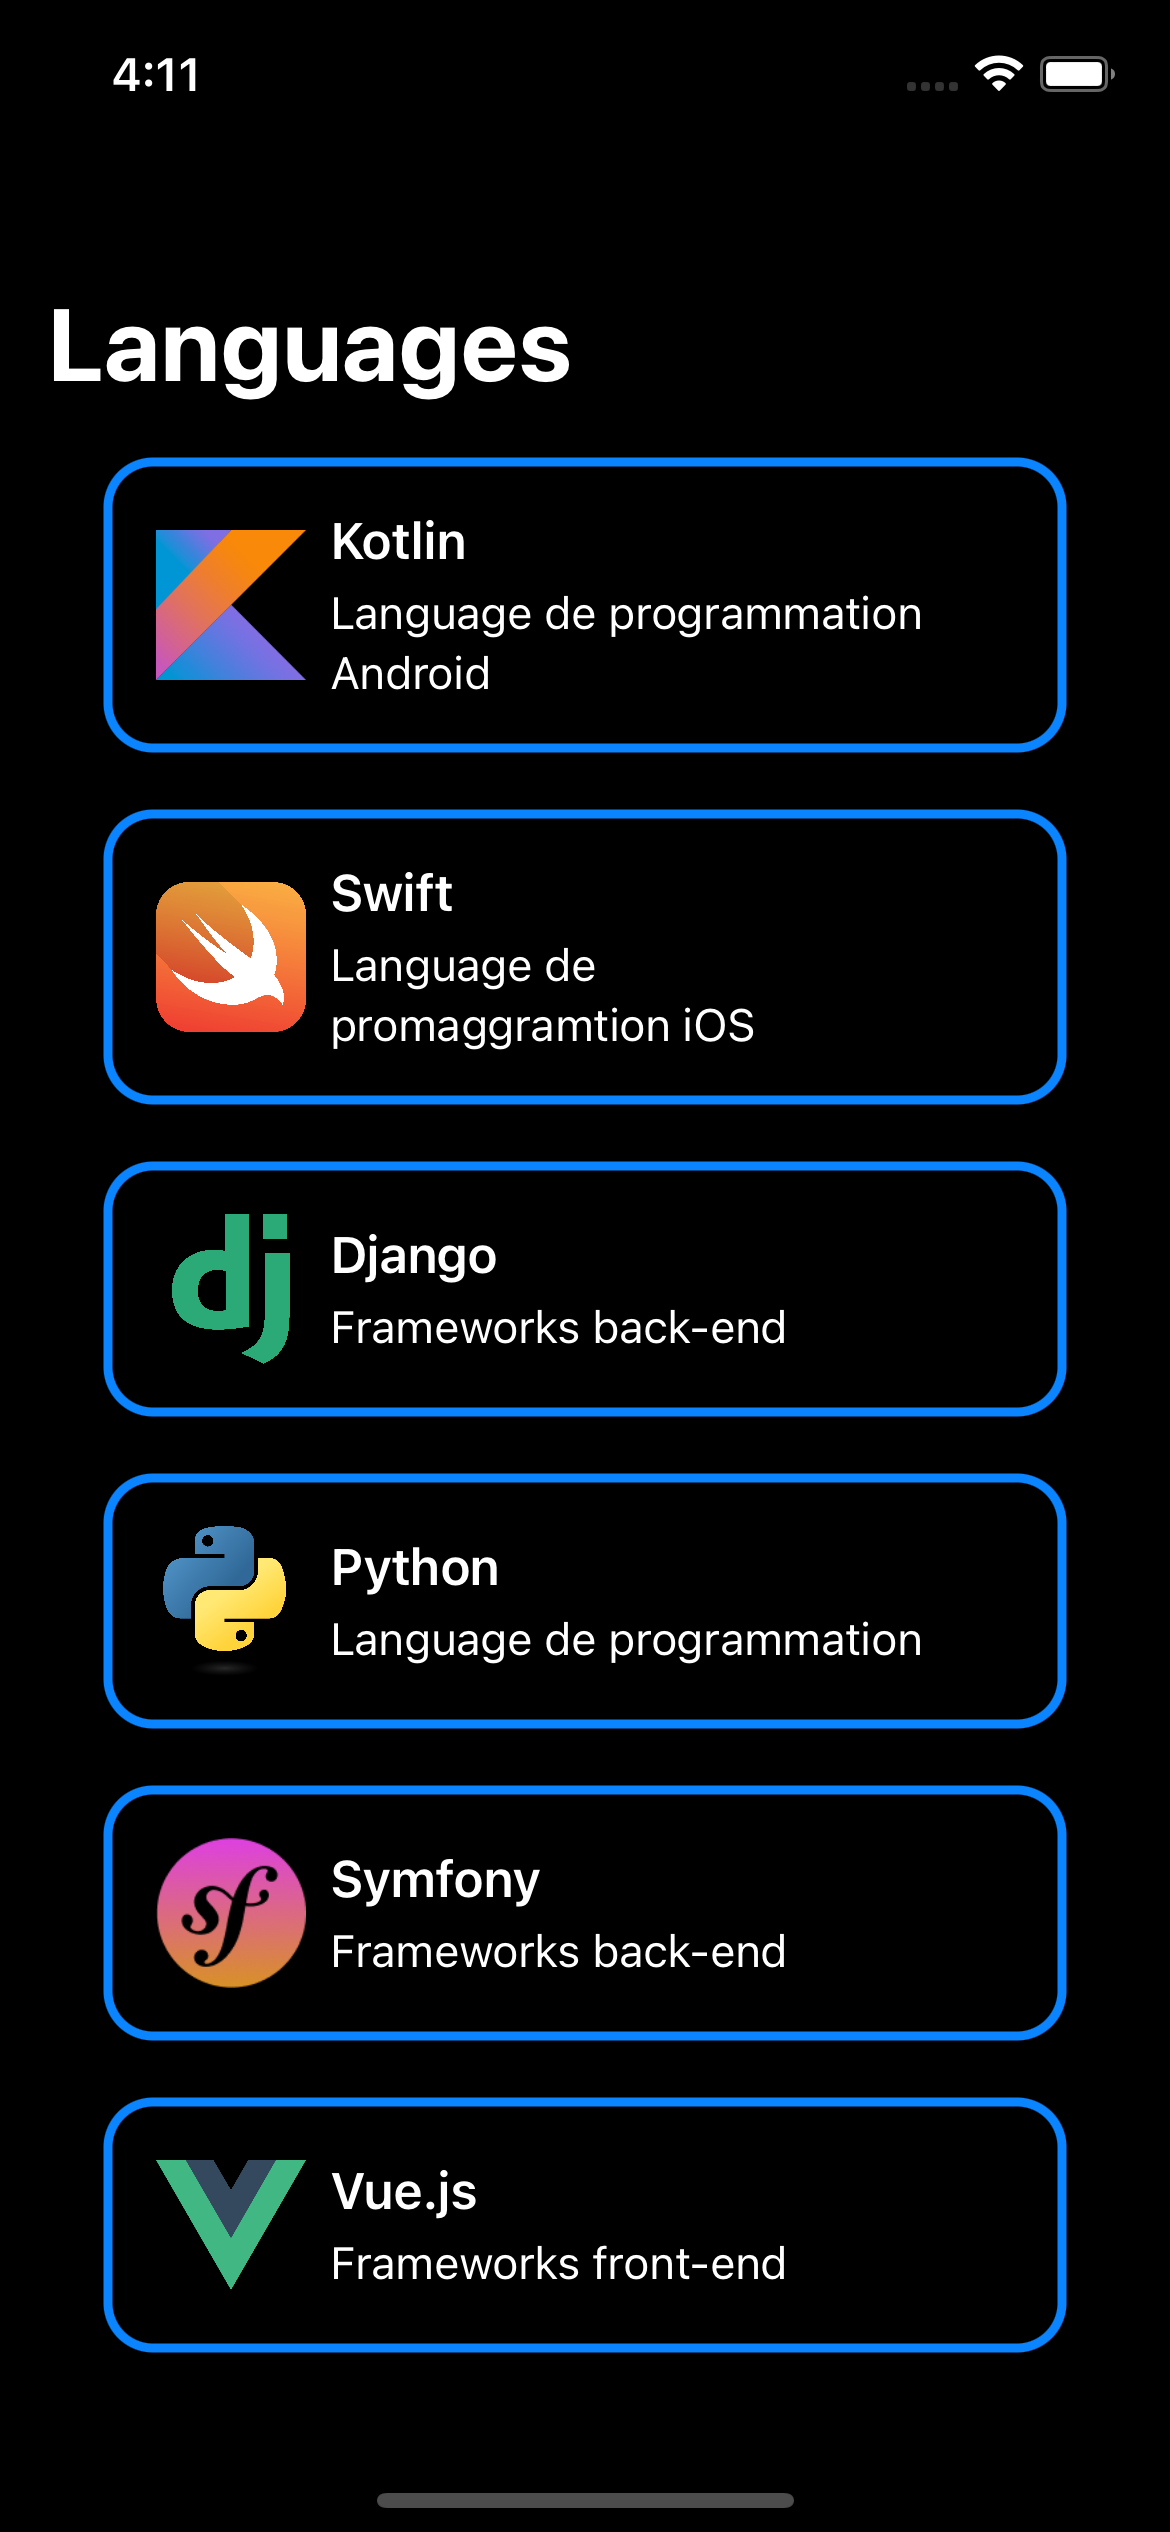 4:11
Languages
Kotlin
Language de programmation
Android
Swift
Language de
promaggramtion iOS
dj
Django
Frameworks back-end
Python
Language de programmation
sf
Symfony
Frameworks back-end
Vue.js
Frameworks front-end